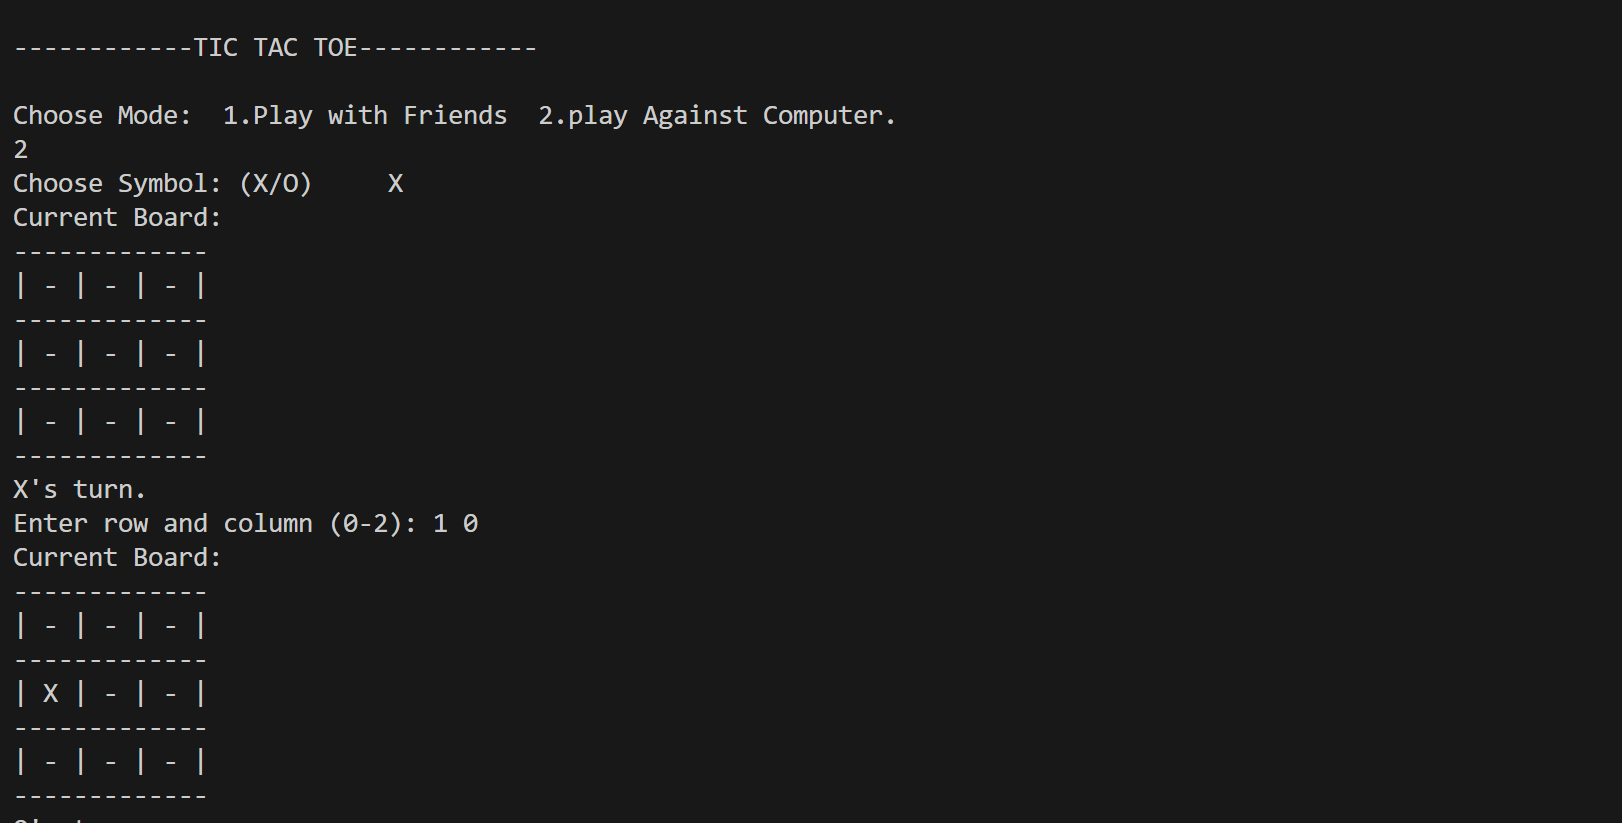 ------------TIC TAC TOE------------
Choose Mode:  1.Play with Friends  2.play Against Computer.
2
Choose Symbol: (X/O)     X
Current Board:
-------------
| - | - | - |
-------------
| - | - | - |
-------------
| - | - | - |
-------------
X's turn.
Enter row and column (0-2): 1 0
Current Board:
-------------
| - | - | - |
-------------
| X | - | - |
-------------
| - | - | - |
-------------